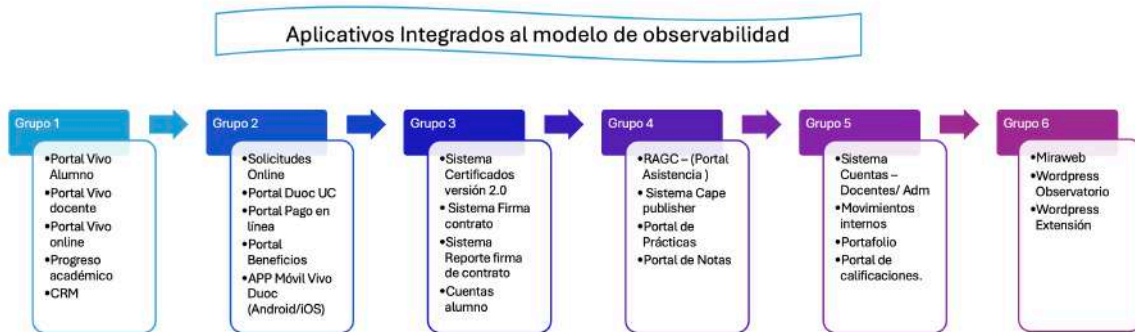 Aplicativos Integrados al modelo de observabilidad
Grupo 1
•Portal Vivo
Alumno
•Portal Vivo
docente
•Portal Vivo
online
•Progreso
académico
•CRM
Grupo 2
•Solicitudes
Online
•Portal Duoc UC
•Portal Pago en
línea
•Portal
Beneficios
•APP Móvil Vivo
Duoc
(Android/iOS)
Grupo 3
•Sistema
Certificados
versión 2.0
• Sistema Firma
contrato
•Sistema
Reporte firma
de contrato
•Cuentas
alumno
Grupo 4
•RAGC – (Portal
Asistencia )
• Sistema Cape
publisher
•Portal de
Prácticas
•Portal de Notas
Grupo 5
•Sistema
Cuentas –
Docentes/ Adm
•Movimientos
internos
•Portafolio
•Portal de
calificaciones.
Grupo 6
•Miraweb
•Wordpress
Observatorio
•Wordpress
Extensión